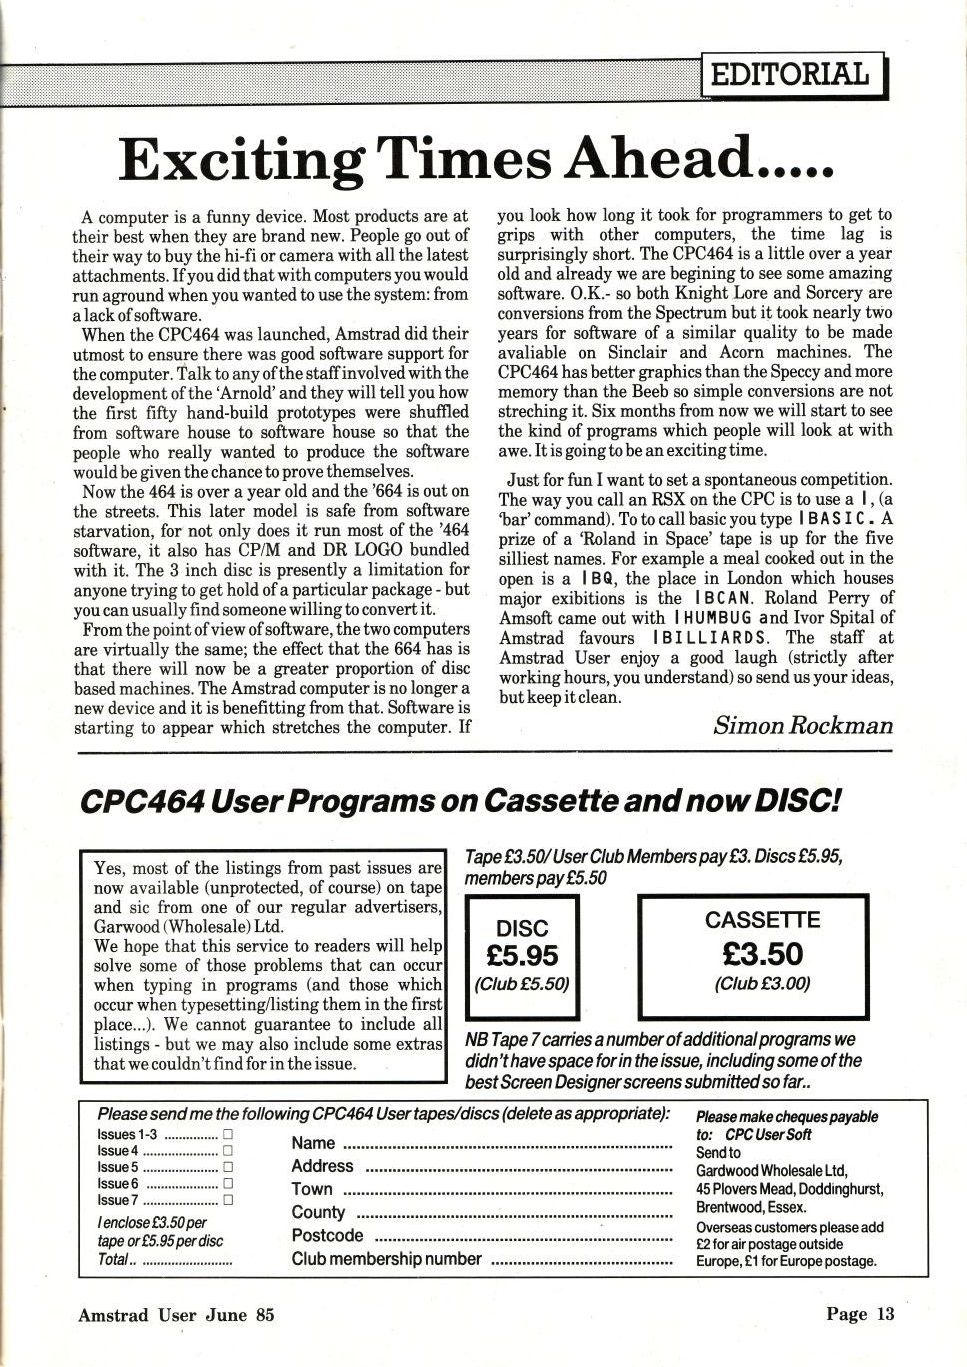 EDITORIAL
Exciting Times Ahead.....
A computer is a funny device. Most products are at
their best when they are brand new. People go out of
their way to buy the hi-fi or camera with all the latest
attachments. If you did that with computers you would
run aground when you wanted to use the system: from
a lack of software.
When the CPC464 was launched, Amstrad did their
utmost to ensure there was good software support for
the computer. Talk to any of the staff involved with the
development of the 'Arnold' and they will tell you how
the first fifty hand-build prototypes were shuffled
from software house to software house so that the
people who really wanted to produce the software
would be given the chance to prove themselves.
Now the 464 is over a year old and the '664 is out on
the streets. This later model is safe from software
starvation, for not only does it run most of the '464
software, it also has CP/M and DR LOGO bundled
with it. The 3 inch disc is presently a limitation for
anyone trying to get hold of a particular package - but
you can usually find someone willing to convert it.
From the point of view of software, the two computers
are virtually the same; the effect that the 664 has is
that there will now be a greater proportion of disc
based machines. The Amstrad computer is no longer a
new device and it is benefitting from that. Software is
starting to appear which stretches the computer. If
you look how long it took for programmers to get to
grips with other computers, the time lag is
surprisingly short. The CPC464 is a little over a year
old and already we are begining to see some amazing
software. O.K.- so both Knight Lore and Sorcery are
conversions from the Spectrum but it took nearly two
years for software of a similar quality to be made
avaliable on Sinclair and Acorn machines. The
CPC464 has better graphics than the Speccy and more
memory than the Beeb so simple conversions are not
streching it. Six months from now we will start to see
the kind of programs which people will look at with
awe. It is going to be an exciting time.
Just for fun I want to set a spontaneous competition.
The way you call an RSX on the CPC is to use a |, (a
'bar' command). To to call basic you type |BASIC. A
prize of a 'Roland in Space' tape is up for the five
silliest names. For example a meal cooked out in the
open is a |BQ, the place in London which houses
major exibitions is the |BCAN. Roland Perry of
Amsoft came out with |HUMBUG and Ivor Spital of
Amstrad favours |BILLIARDS. The staff at
Amstrad User enjoy a good laugh (strictly after
working hours, you understand) so send us your ideas,
but keep it clean.
Simon Rockman
CPC464 User Programs on Cassette and now DISC!
Yes, most of the listings from past issues are
now available (unprotected, of course) on tape
and sic from one of our regular advertisers,
Garwood (Wholesale) Ltd.
We hope that this service to readers will help
solve some of those problems that can occur
when typing in programs (and those which
occur when typesetting/listing them in the first
place...). We cannot guarantee to include all
listings - but we may also include some extras
that we couldn't find for in the issue.
Tape £3.50/ User Club Members pay £3. Discs £5.95,
members pay £5.50
DISC
£5.95
(Club £5.50)
CASSETTE
£3.50
(Club £3.00)
NB Tape 7 carries a number of additional programs we
didn't have space for in the issue, including some of the
best Screen Designer screens submitted so far..
Please send me the following CPC464 User tapes/discs (delete as appropriate):
Issues 1-3 ............... □
Issue 4 ..................... □
Issue 5 ..................... □
Issue 6 .................... □
Issue 7 ..................... □
I enclose £3.50 per
tape or £5.95 per disc
Total.. .........................
Name ........................................................................
Address ...................................................................
Town ........................................................................
County .....................................................................
Postcode .................................................................
Club membership number ........................................
Please make cheques payable
to: CPC User Soft
Send to
Gardwood Wholesale Ltd,
45 Plovers Mead, Doddinghurst,
Brentwood, Essex.
Overseas customers please add
£2 for air postage outside
Europe, £1 for Europe postage.
Amstrad User June 85
Page 13